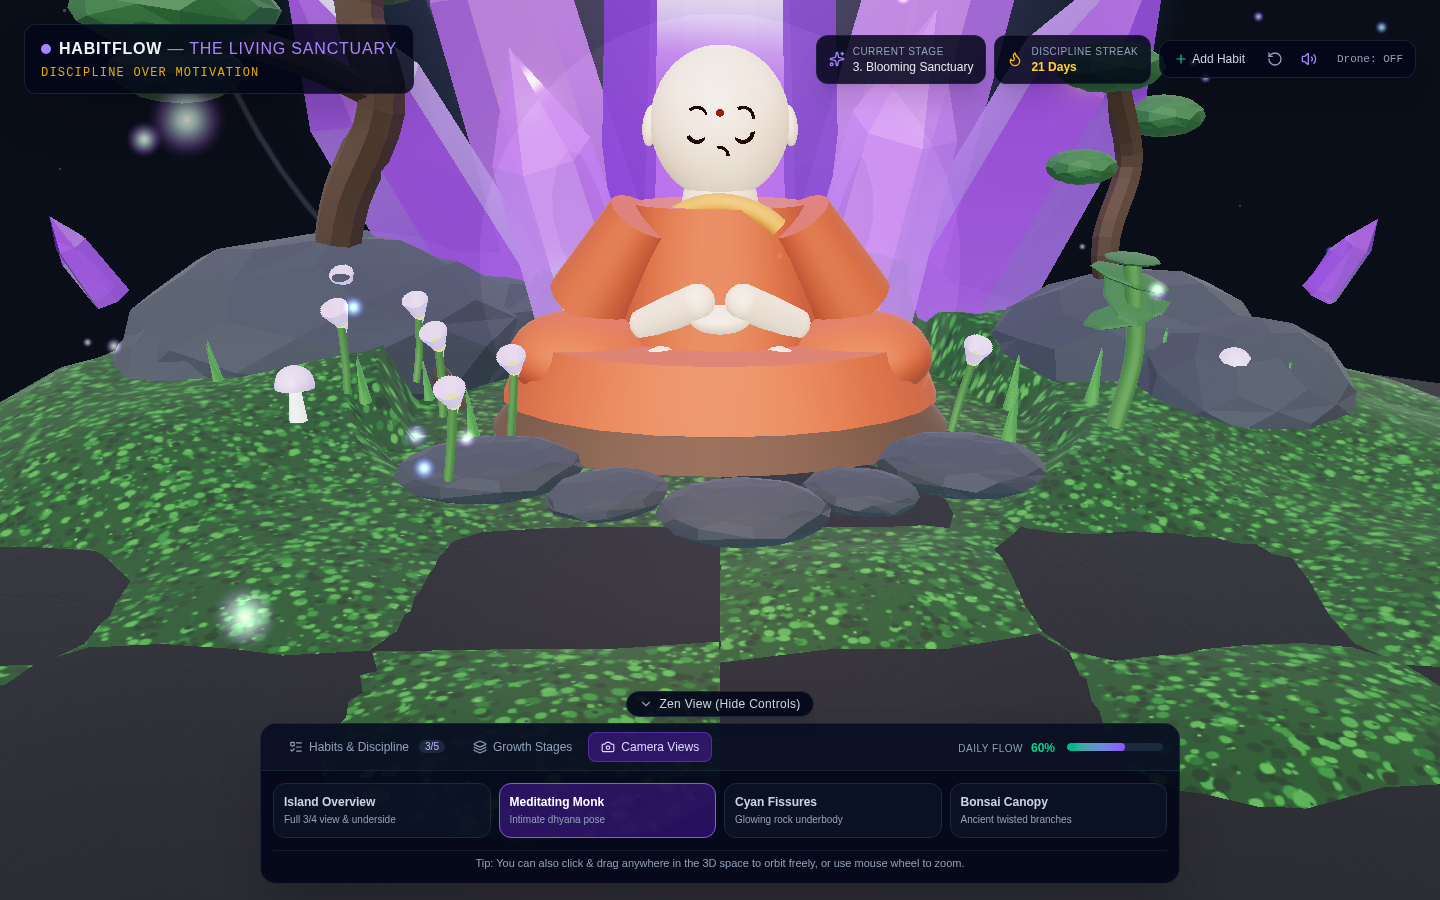 HABITFLOW — THE LIVING SANCTUARY
DISCIPLINE OVER MOTIVATION
CURRENT STAGE
3. Blooming Sanctuary
DISCIPLINE STREAK
21 Days
Add Habit
Drone: OFF
Zen View (Hide Controls)
Habits & Discipline 3/5
Growth Stages
Camera Views
DAILY FLOW 60%
Island Overview
Full 3/4 view & underside
Meditating Monk
Intimate dhyana pose
Cyan Fissures
Glowing rock underbody
Bonsai Canopy
Ancient twisted branches
Tip: You can also click & drag anywhere in the 3D space to orbit freely, or use mouse wheel to zoom.